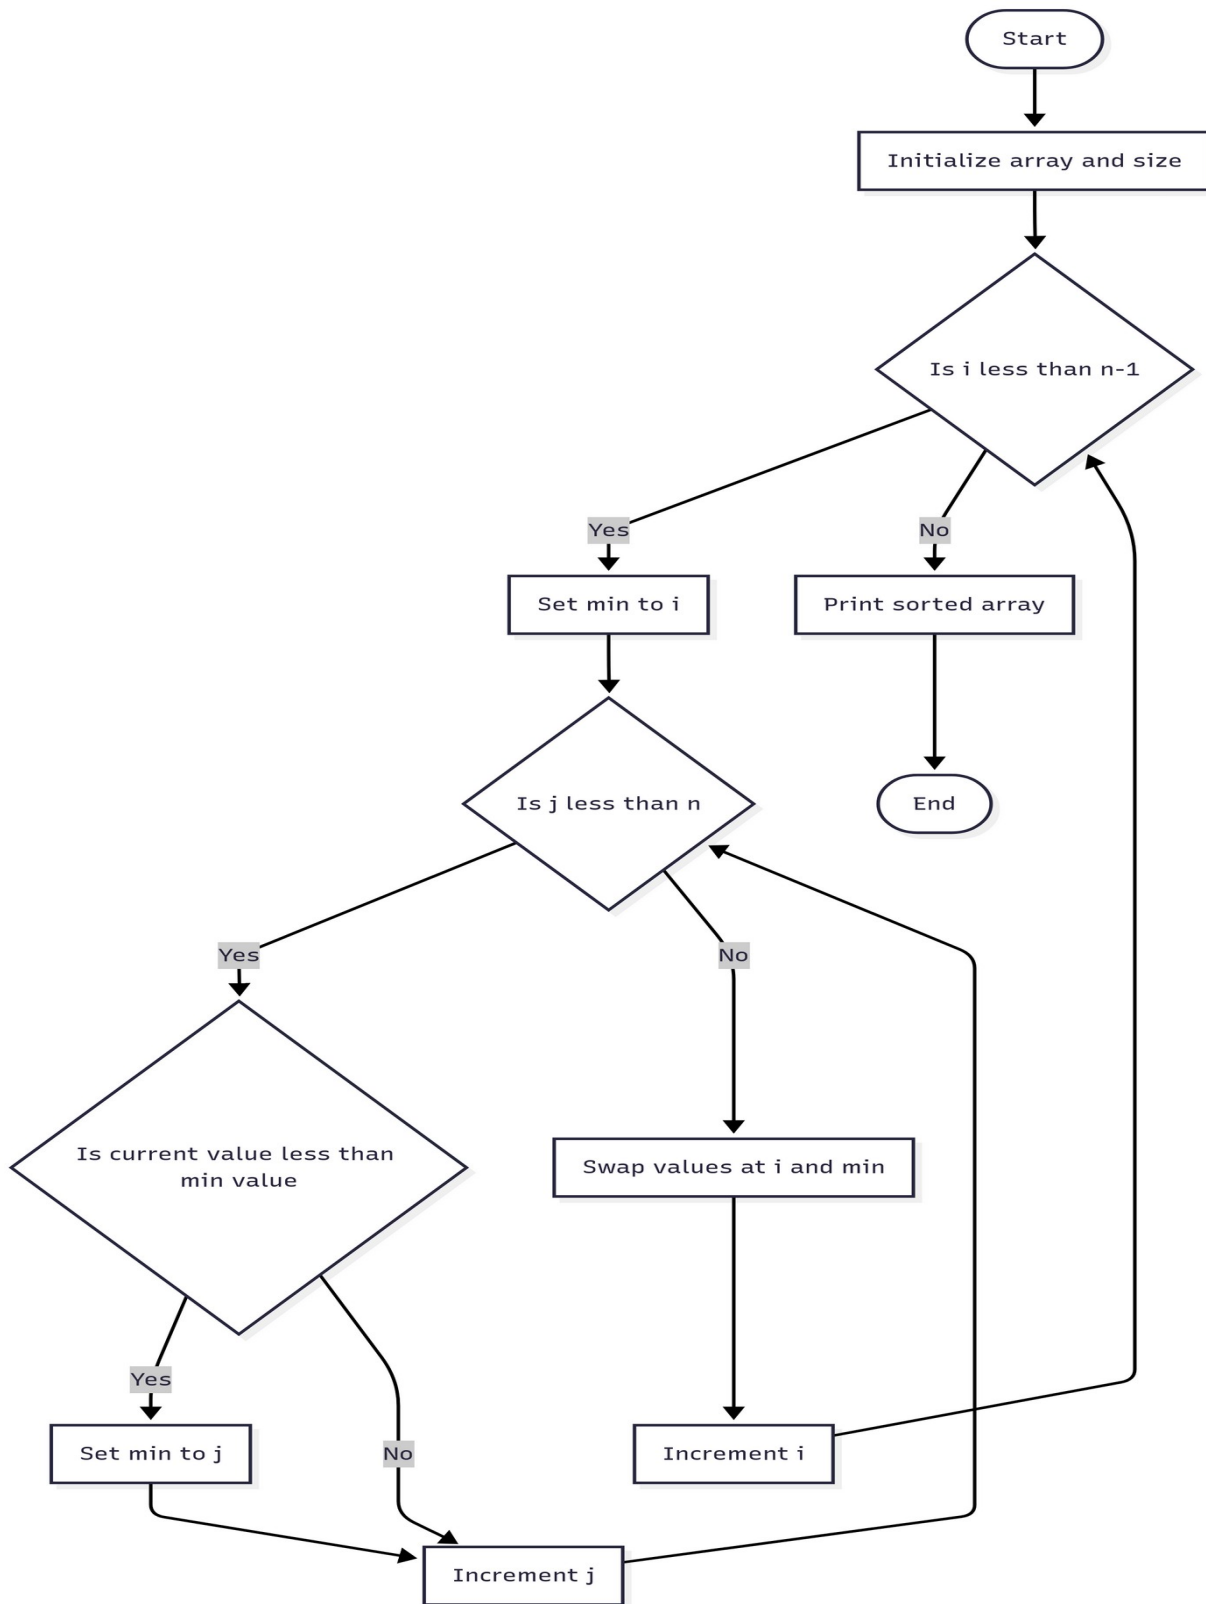 Start
Initialize array and size
Is i less than n-1
Yes
No
Set min to i
Print sorted array
Is j less than n
End
Yes
No
Is current value less than
min value
Swap values at i and min
Yes
No
Set min to j
Increment i
Increment j